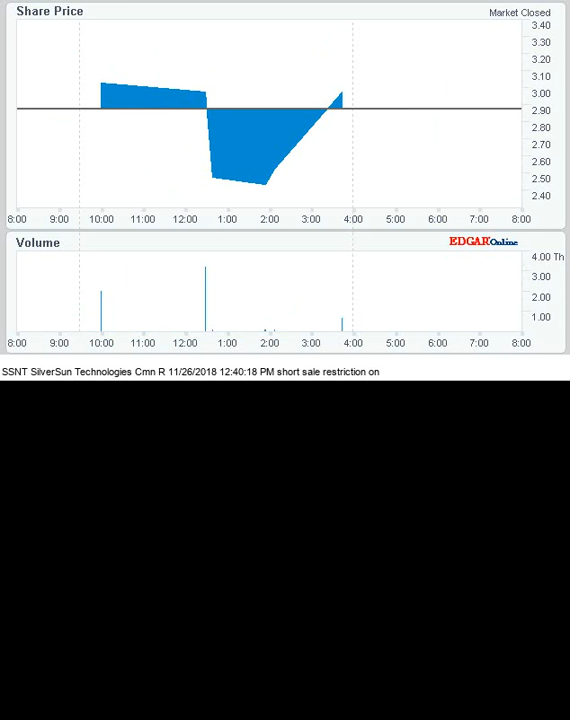 Share Price
Market Closed
3.40
3.30
3.20
3.10
3.00
2.90
2.80
2.70
2.60
2.50
2.40
8:00 9:00 10:00 11:00 12:00 1:00 2:00 3:00 4:00 5:00 6:00 7:00 8:00
Volume
EDGAR Online
4.00 Th
3.00
2.00
1.00
8:00 9:00 10:00 11:00 12:00 1:00 2:00 3:00 4:00 5:00 6:00 7:00 8:00
SSNT SilverSun Technologies Cmn R 11/26/2018 12:40:18 PM short sale restriction on